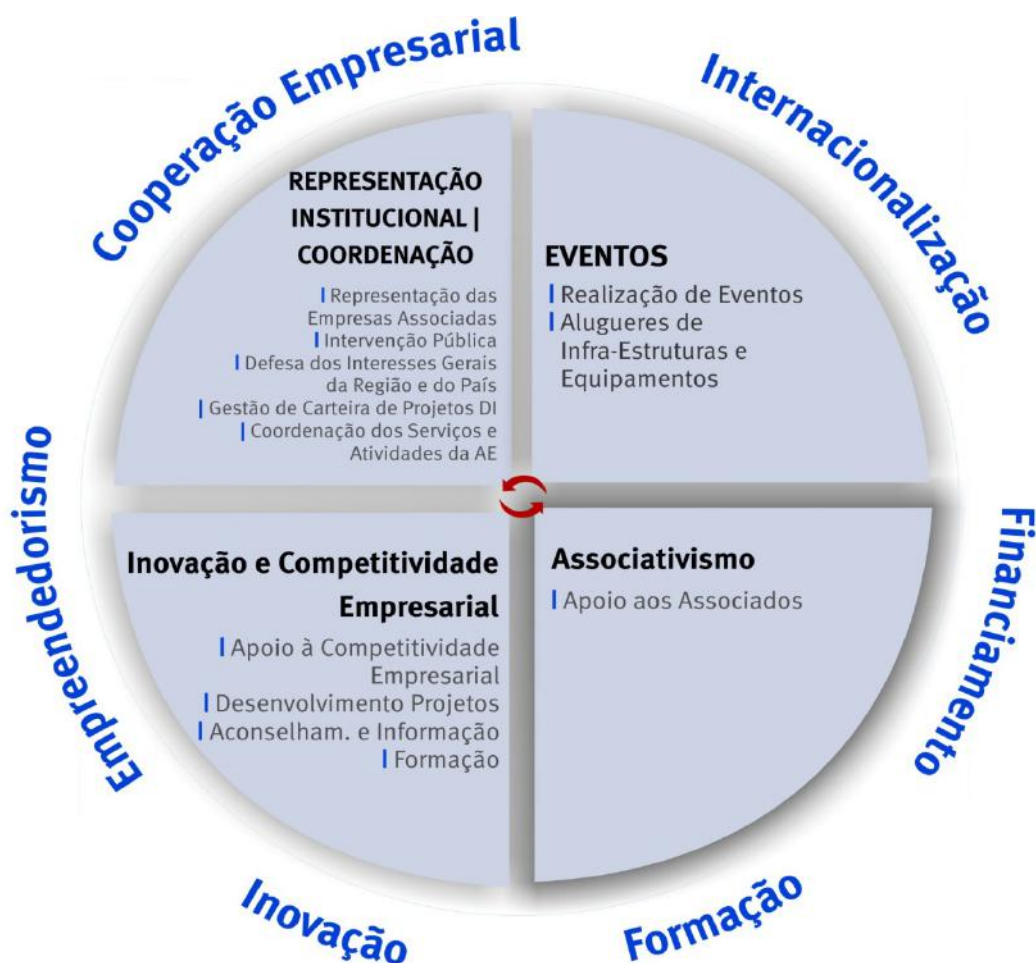 Cooperação Empresarial
Internacionalização
REPRESENTAÇÃO
INSTITUCIONAL |
COORDENAÇÃO
Representação das
Empresas Associadas
Intervenção Pública
Defesa dos Interesses Gerais
da Região e do País
Gestão de Carteira de Projetos DI
Coordenação dos Serviços e
Atividades da AE
EVENTOS
Realização de Eventos
Alugueres de
Infra-Estruturas e
Equipamentos
Empreendedorismo
Inovação e Competitividade
Empresarial
Apoio à Competitividade
Empresarial
Desenvolvimento Projetos
Aconselham. e Informação
Formação
Associativismo
Apoio aos Associados
Financiamento
Inovação
Formação